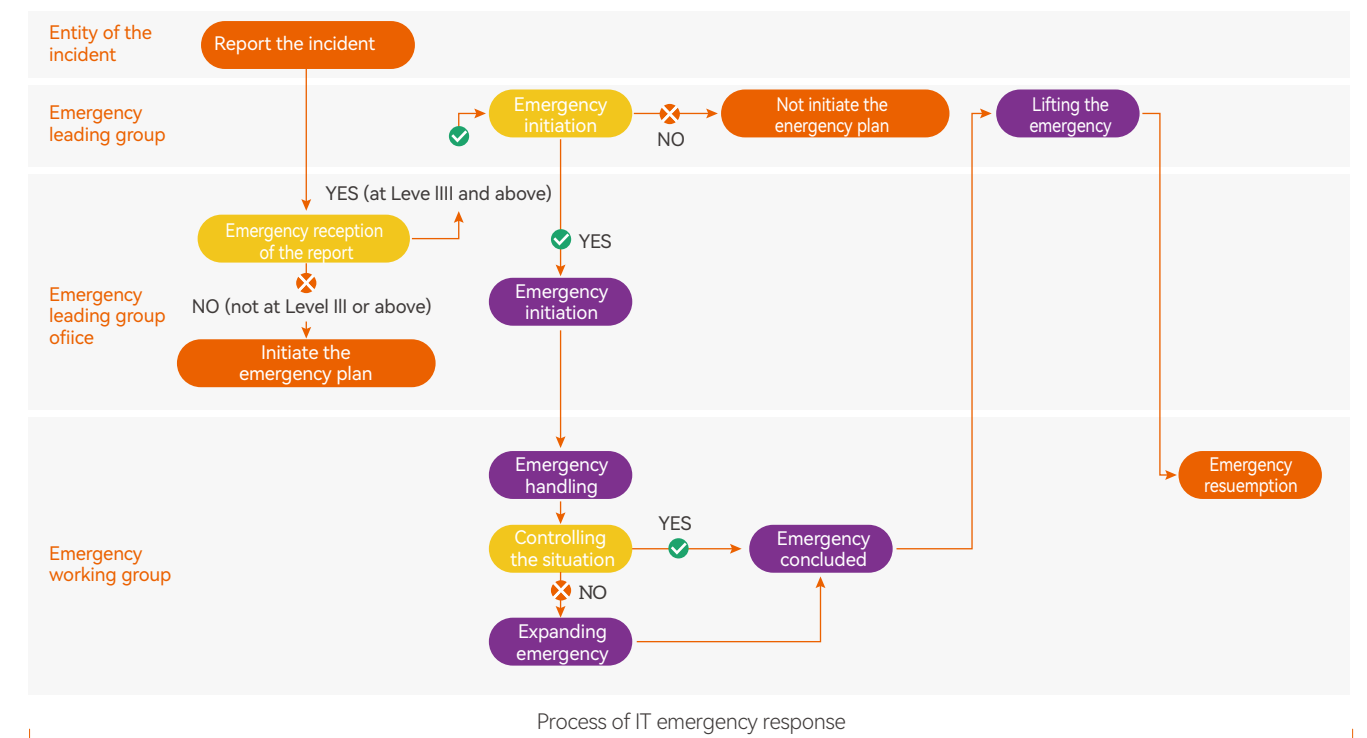 Entity of the
incident
Report the incident
Emergency
leading group
Emergency
initiation
NO
Not initiate the
energency plan
Lifting the
emergency
YES (at Leve lIII and above)
Emergency reception
of the report
YES
Emergency
leading group
ofiice
NO (not at Level III or above)
Emergency
initiation
Initiate the
emergency plan
Emergency
handling
Emergency
resuemption
Emergency
working group
Controlling
the situation
YES
Emergency
concluded
NO
Expanding
emergency
Process of IT emergency response